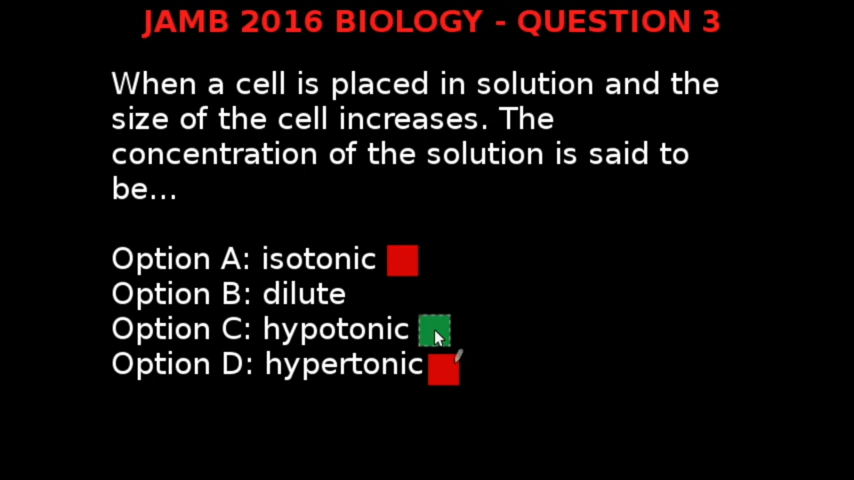 JAMB 2016 BIOLOGY - QUESTION 3
When a cell is placed in solution and the
size of the cell increases. The
concentration of the solution is said to
be...
Option A: isotonic
Option B: dilute
Option C: hypotonic
Option D: hypertonic